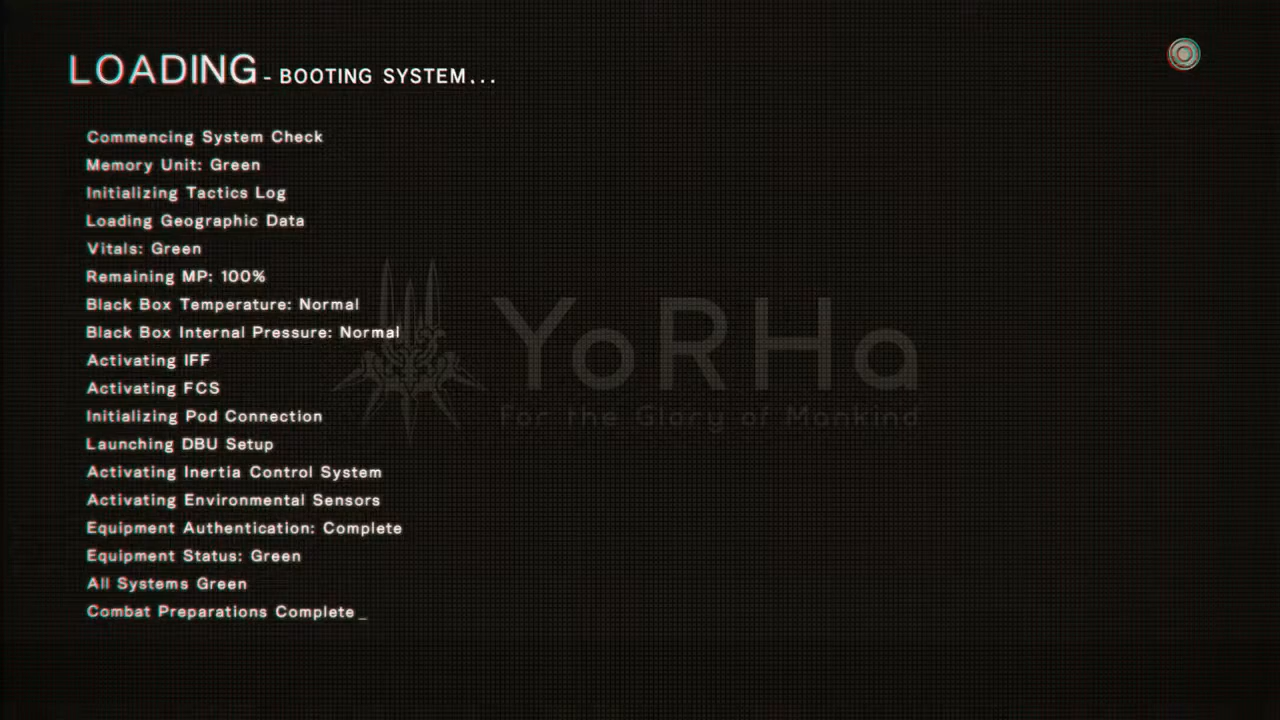 LOADING - BOOTING SYSTEM...
Commencing System Check
Memory Unit: Green
Initializing Tactics Log
Loading Geographic Data
Vitals: Green
Remaining MP: 100%
Black Box Temperature: Normal
Black Box Internal Pressure: Normal
Activating IFF
Activating FCS
Initializing Pod Connection
Launching DBU Setup
Activating Inertia Control System
Activating Environmental Sensors
Equipment Authentication: Complete
Equipment Status: Green
All Systems Green
Combat Preparations Complete _
YoRHa
For the Glory of Mankind